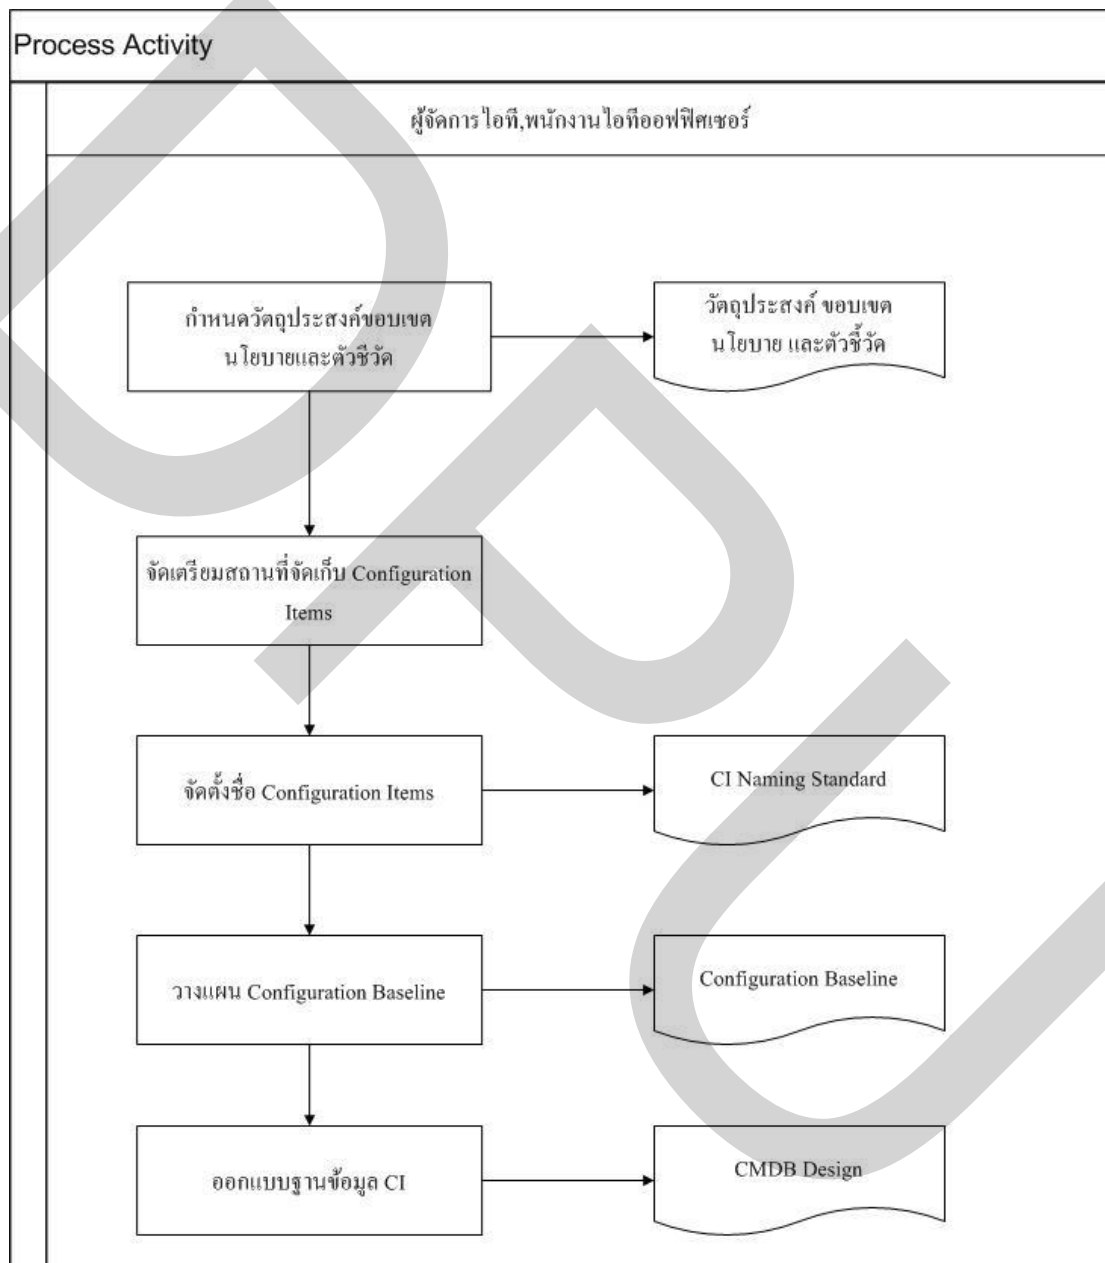 Process Activity
ผู้จัดการไอที,พนักงานไอทีออฟฟิศเซอร์
กำหนดวัตถุประสงค์ขอบเขต
นโยบายและตัวชีวัด
วัตถุประสงค์ ขอบเขต
นโยบาย และตัวชี้วัด
จัดเตรียมสถานที่จัดเก็บ Configuration
Items
จัดตั้งชื่อ Configuration Items
CI Naming Standard
วางแผน Configuration Baseline
Configuration Baseline
ออกแบบฐานข้อมูล CI
CMDB Design
DPU